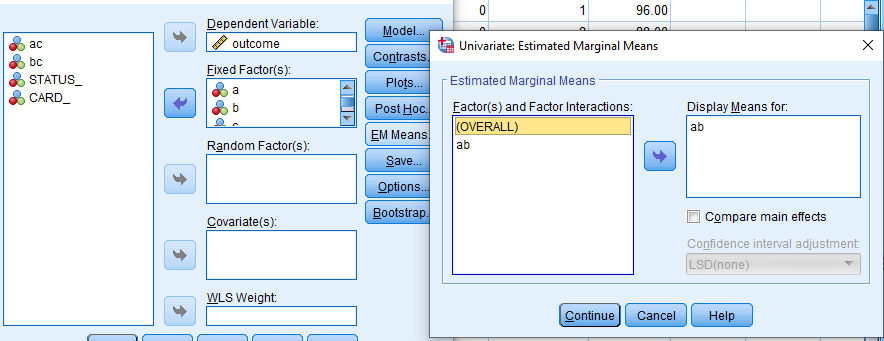 0 1 96.00
Dependent Variable:
outcome
ac
bc
STATUS_
CARD_
Fixed Factor(s):
a
b
Random Factor(s):
Covariate(s):
WLS Weight:
Model...
Contrasts...
Plots...
Post Hoc..
EM Means.
Save...
Options...
Bootstrap..
Univariate: Estimated Marginal Means
Estimated Marginal Means
Factor(s) and Factor Interactions:
(OVERALL)
ab
Display Means for:
ab
Compare main effects
Confidence interval adjustment:
LSD(none)
Continue Cancel Help